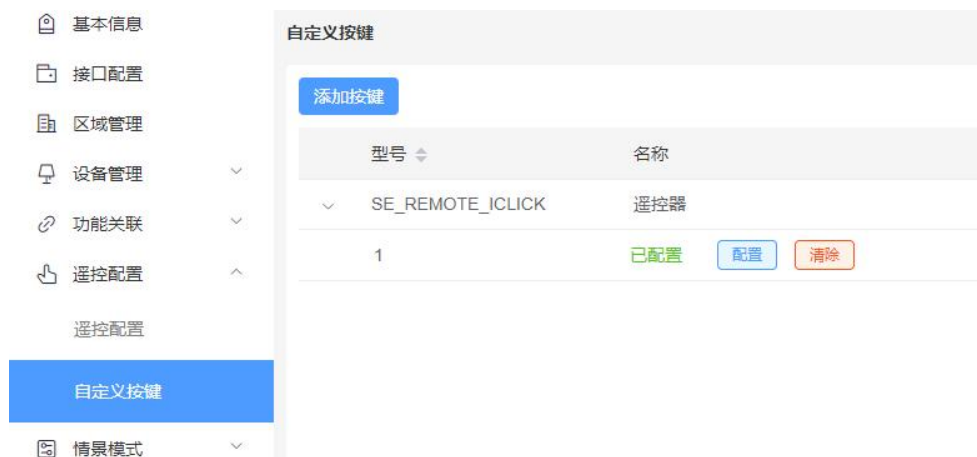 基本信息
接口配置
区域管理
设备管理
功能关联
遥控配置
遥控配置
自定义按键
情景模式
自定义按键
添加按键
型号 名称
SE_REMOTE_ICLICK 遥控器
1 已配置 配置 清除